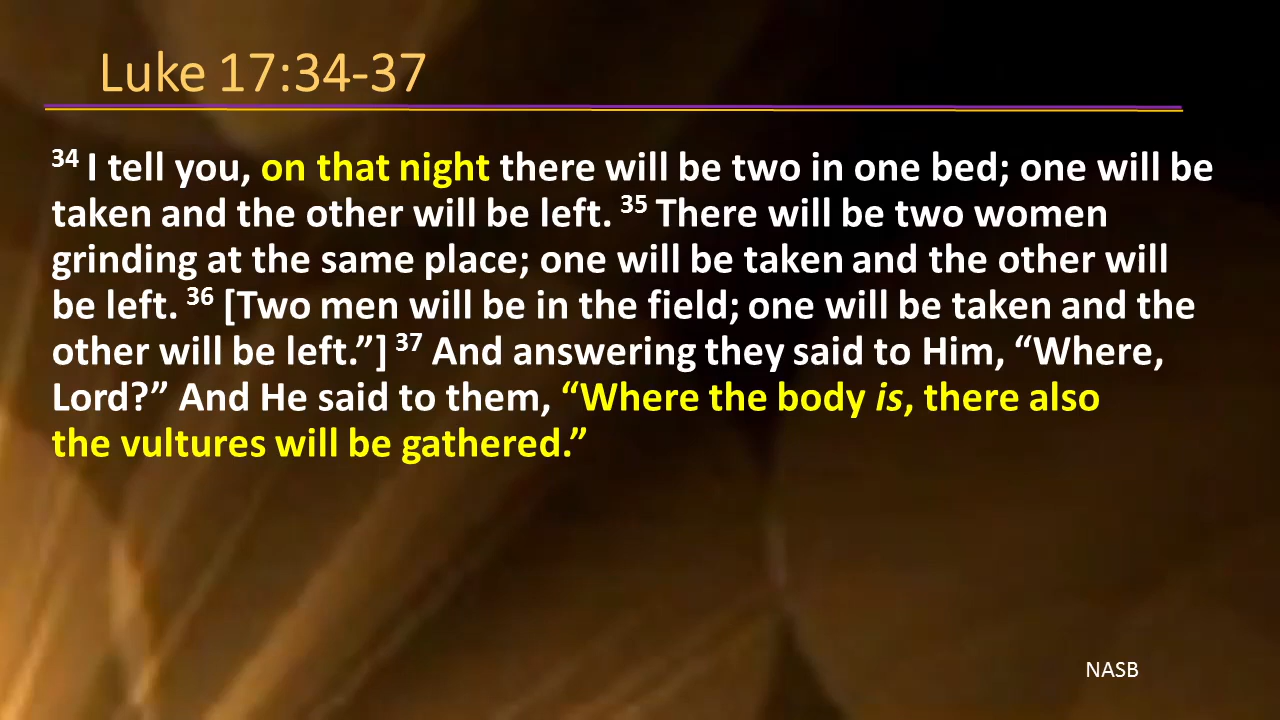 Luke 17:34-37
34 I tell you, on that night there will be two in one bed; one will be
taken and the other will be left. 35 There will be two women
grinding at the same place; one will be taken and the other will
be left. 36 [Two men will be in the field; one will be taken and the
other will be left.”] 37 And answering they said to Him, “Where,
Lord?” And He said to them, “Where the body is, there also
the vultures will be gathered.”
NASB